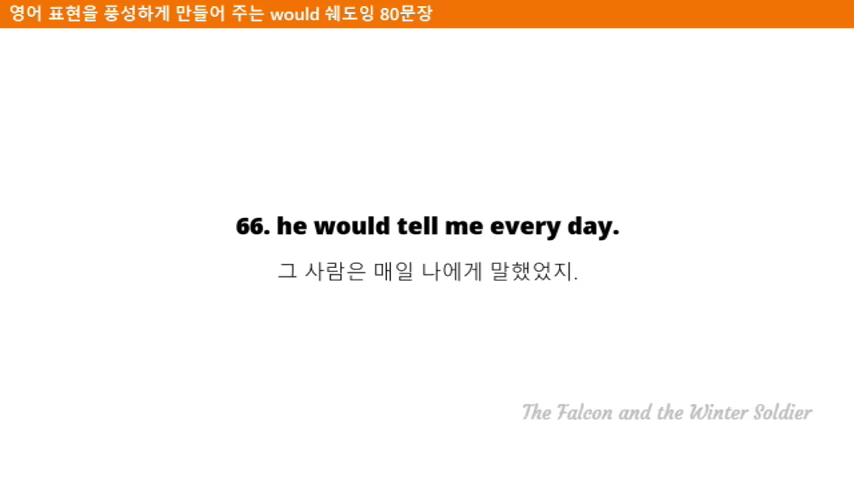 영어 표현을 풍성하게 만들어 주는 would 쉐도잉 80문장
66. he would tell me every day.
그 사람은 매일 나에게 말했었지.
The Falcon and the Winter Soldier